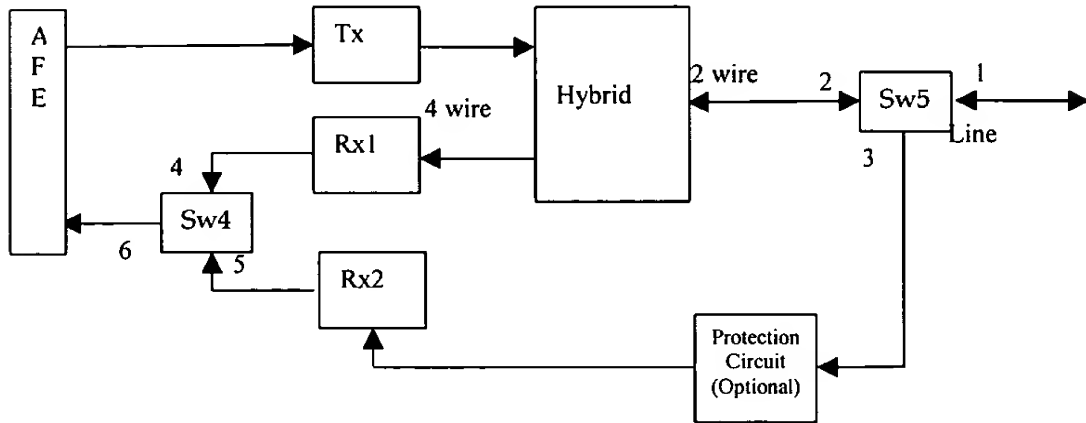 A
F
E
Tx
Hybrid
2 wire
2
Sw5
1
Line
3
4 wire
Rx1
4
Sw4
6
5
Rx2
Protection
Circuit
(Optional)